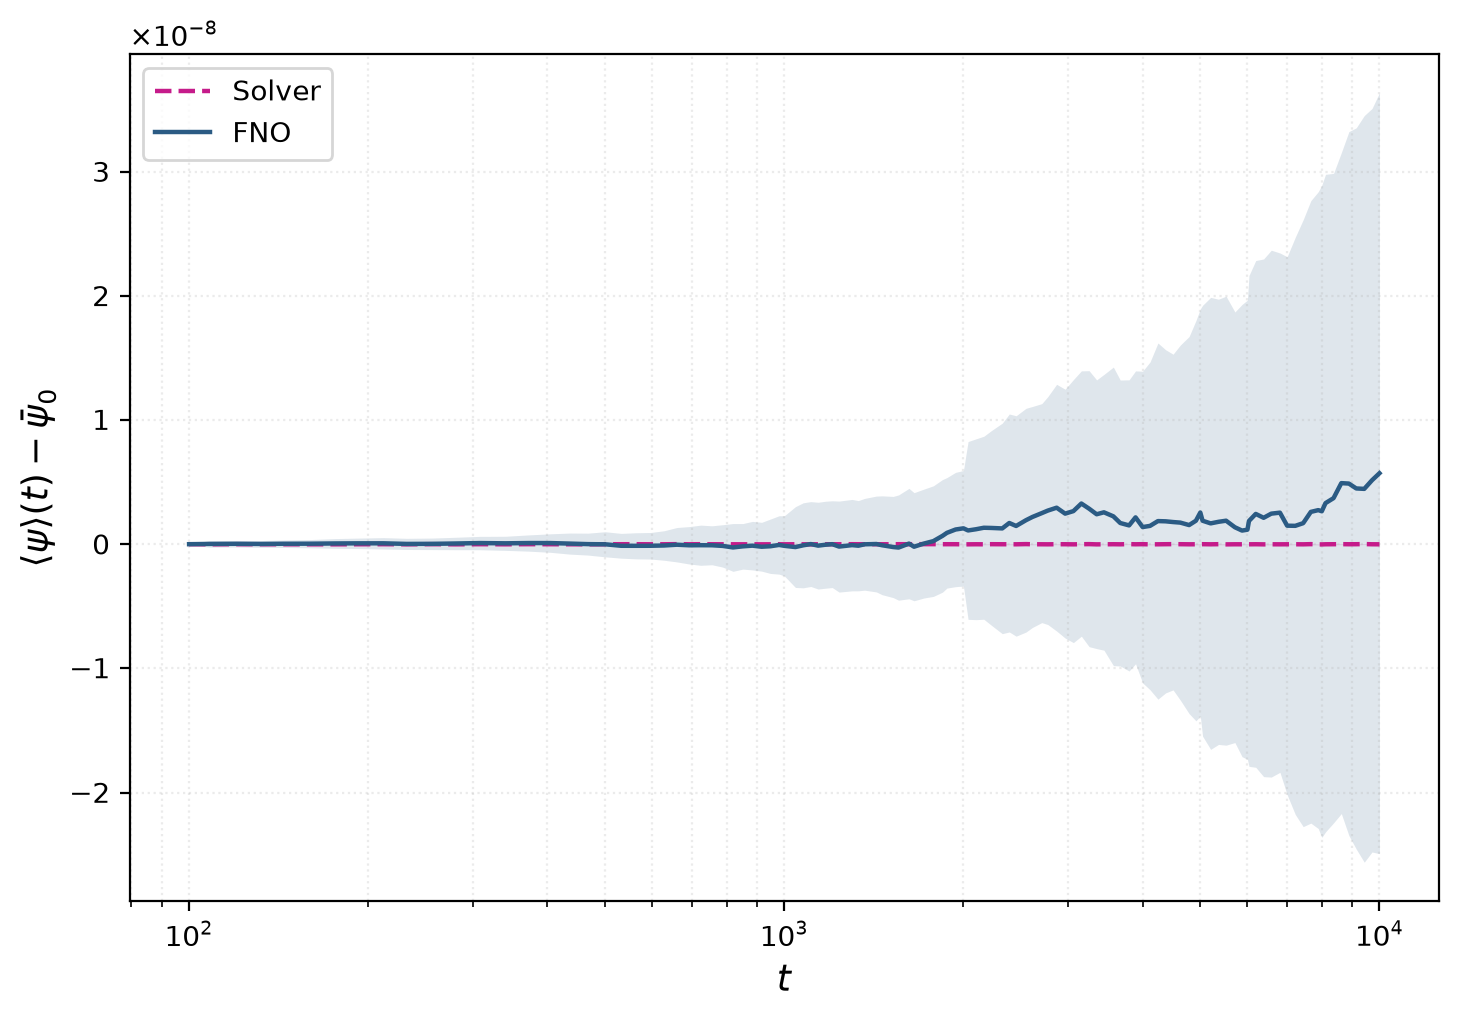 ×10⁻⁸
Solver
FNO
3
2
1
0
−1
−2
⟨ψ⟩(t) − ψ̄₀
10² 10³ 10⁴
t